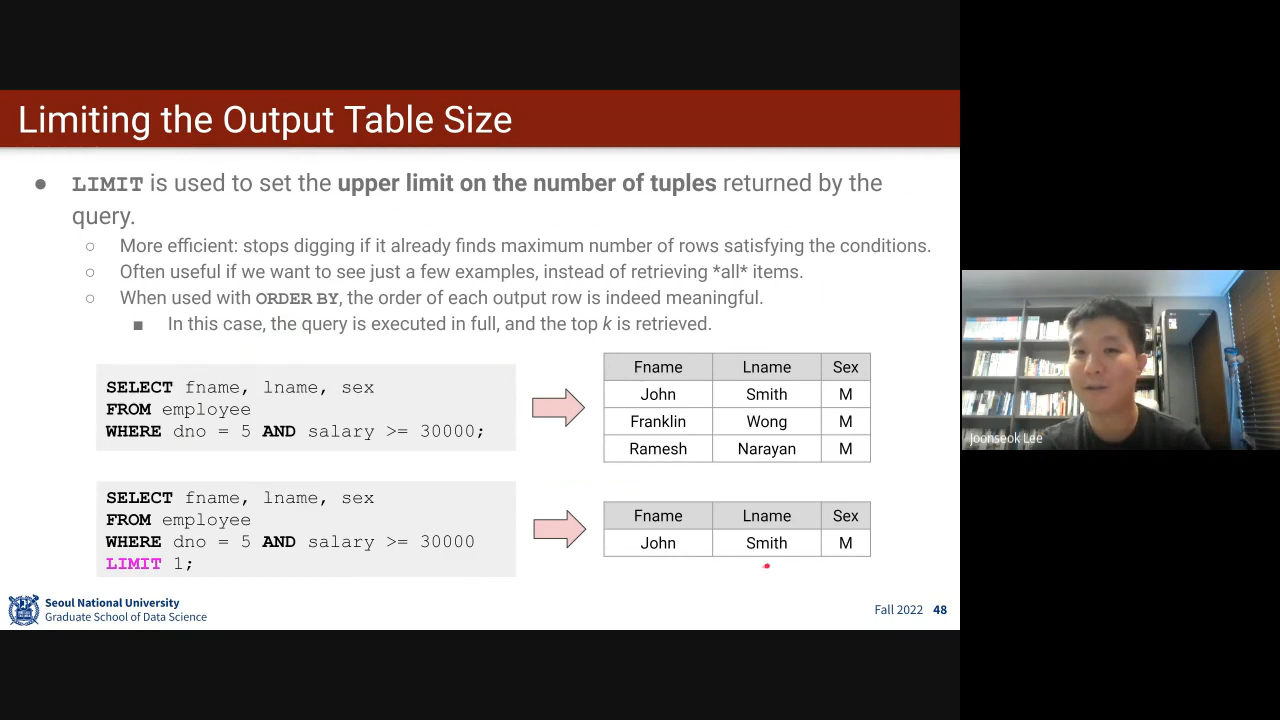 Limiting the Output Table Size
● LIMIT is used to set the upper limit on the number of tuples returned by the
query.
○ More efficient: stops digging if it already finds maximum number of rows satisfying the conditions.
○ Often useful if we want to see just a few examples, instead of retrieving *all* items.
○ When used with ORDER BY, the order of each output row is indeed meaningful.
■ In this case, the query is executed in full, and the top k is retrieved.
SELECT fname, lname, sex
FROM employee
WHERE dno = 5 AND salary >= 30000;
Fname Lname Sex
John Smith M
Franklin Wong M
Ramesh Narayan M
SELECT fname, lname, sex
FROM employee
WHERE dno = 5 AND salary >= 30000
LIMIT 1;
Fname Lname Sex
John Smith M
Seoul National University
Graduate School of Data Science
Fall 2022 48
Joonseok Lee